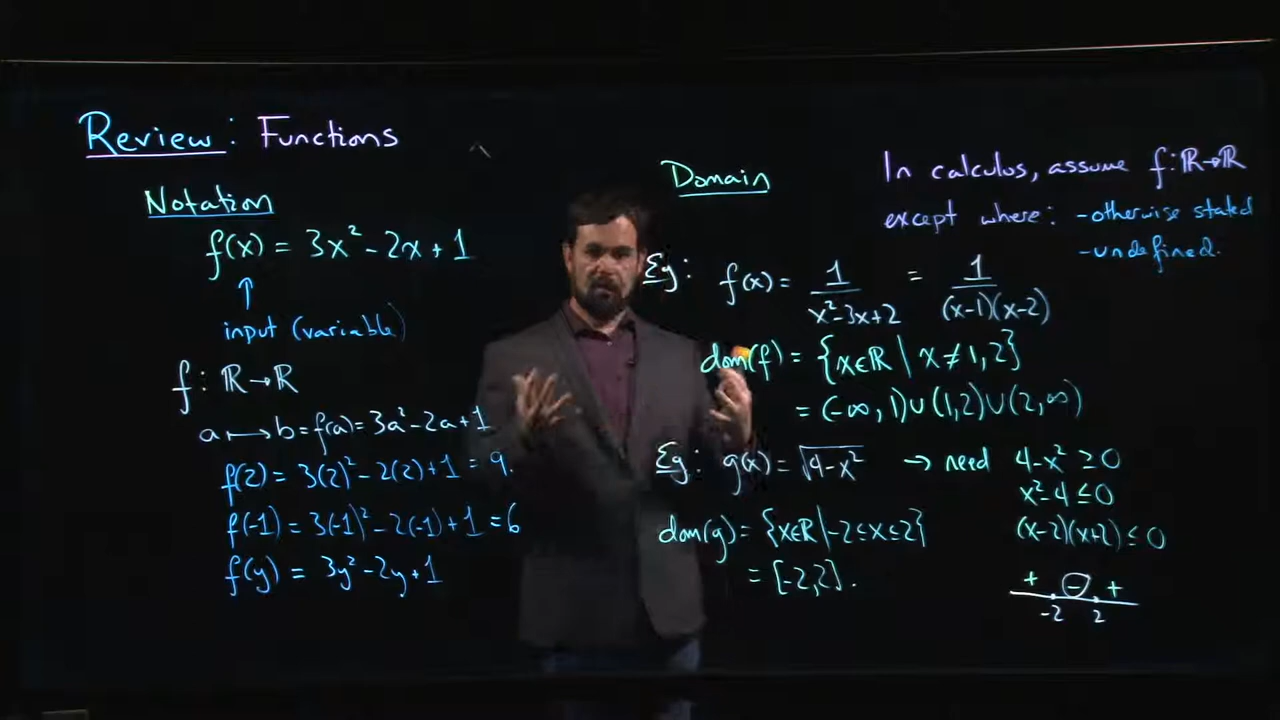 Review: Functions
Notation
f(x) = 3x² - 2x + 1
↑
input (variable)
f: ℝ→ℝ
a ⟼ b = f(a) = 3a² - 2a + 1
f(2) = 3(2)² - 2(2) + 1 = 9.
f(-1) = 3(-1)² - 2(-1) + 1 = 6
f(y) = 3y² - 2y + 1
Domain
In calculus, assume f: ℝ→ℝ
except where: -otherwise stated
-undefined.
Eg: f(x) = 1/(x²-3x+2) = 1/((x-1)(x-2))
dom(f) = {x∈ℝ | x ≠ 1,2}
= (-∞, 1)∪(1,2)∪(2,∞)
Eg: g(x) = √(4-x²) → need 4-x² ≥ 0
x²-4 ≤ 0
(x-2)(x+2) ≤ 0
dom(g) = {x∈ℝ | -2≤x≤2}
= [-2,2].
+ ⊖ +
-2 2